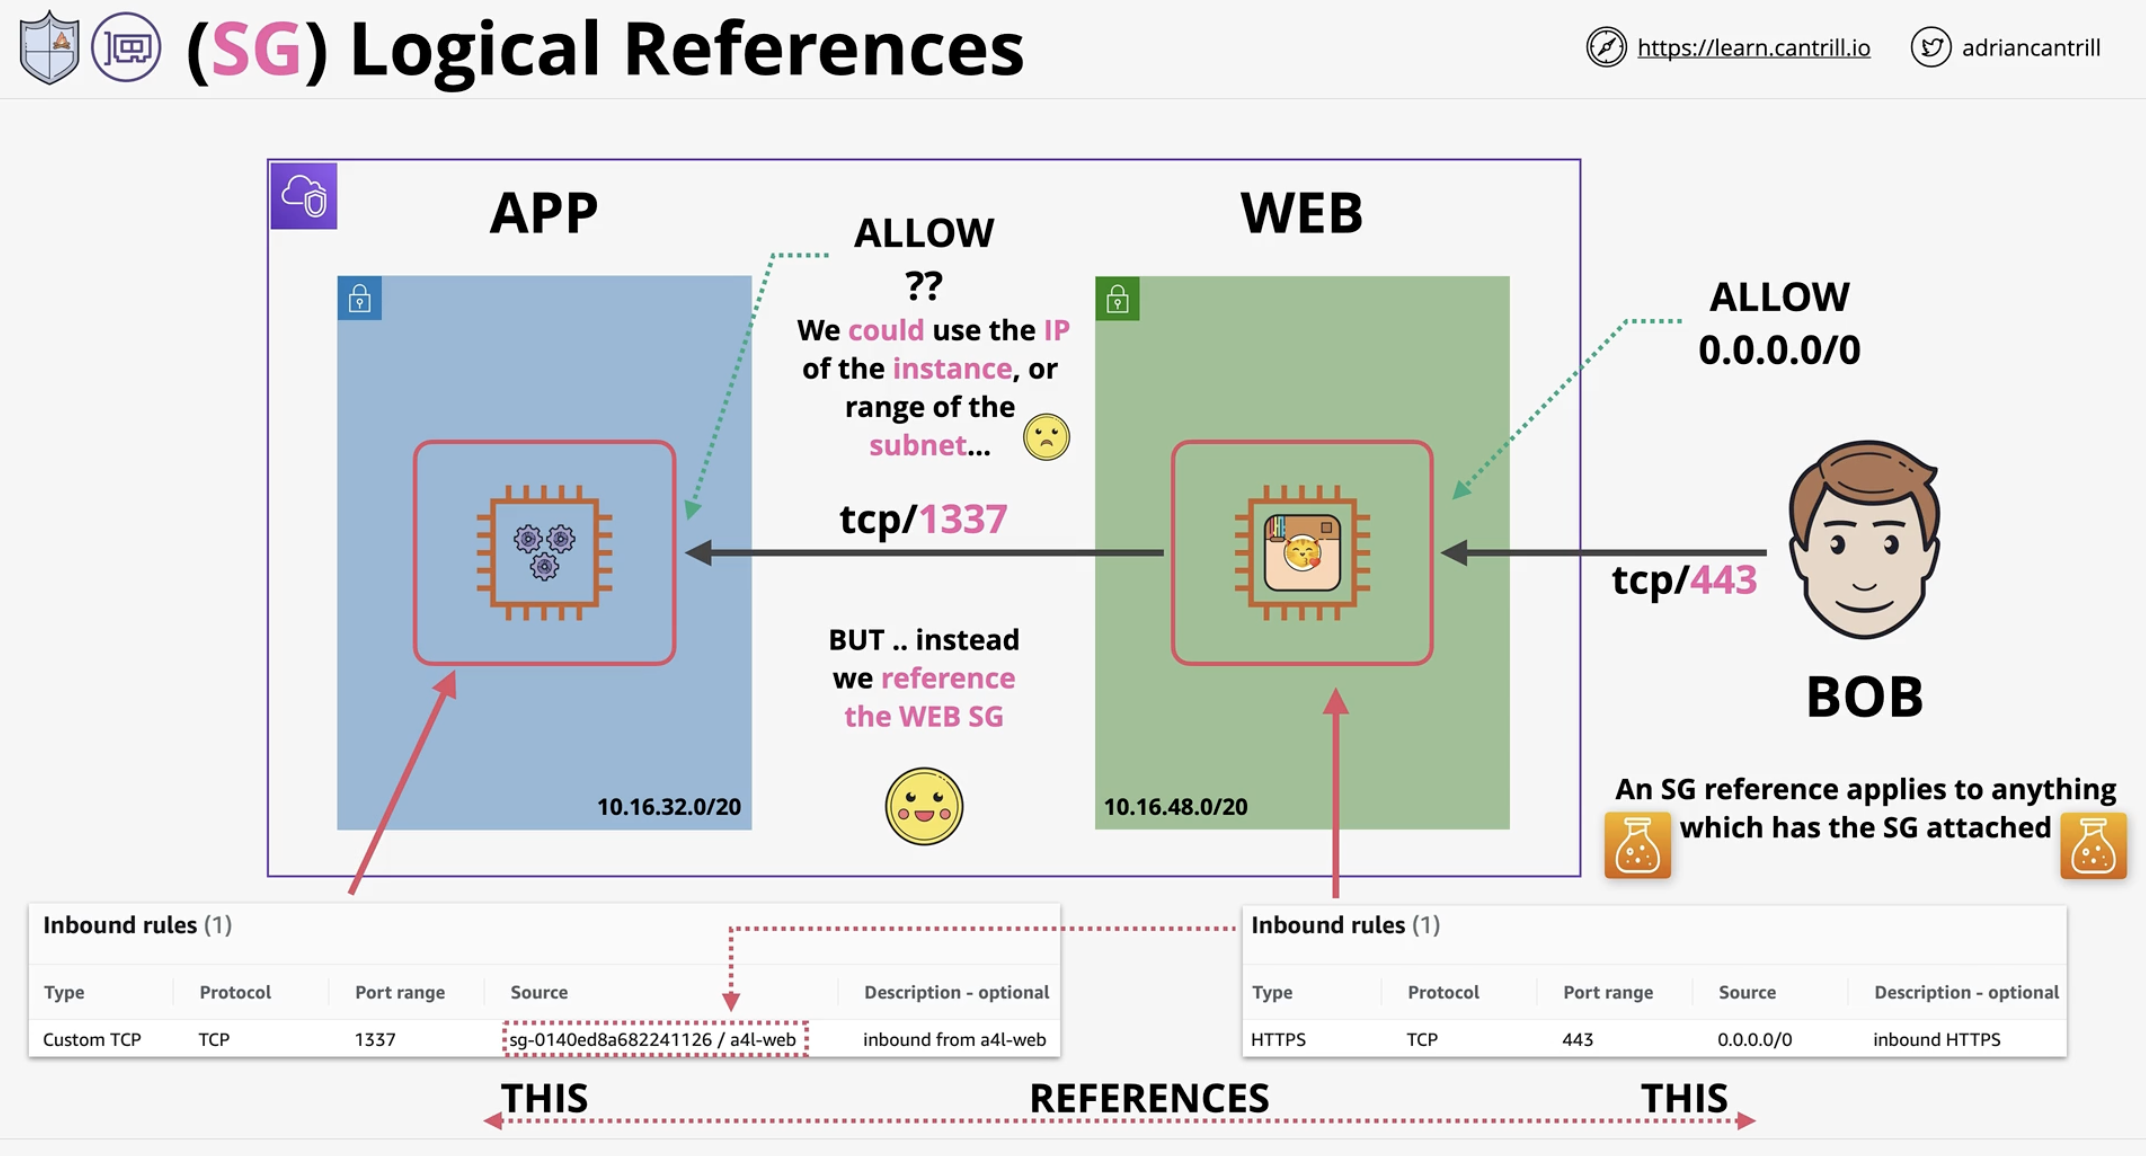 (SG) Logical References
https://learn.cantrill.io
adriancantrill
APP
ALLOW
??
We could use the IP
of the instance, or
range of the
subnet...
tcp/1337
BUT .. instead
we reference
the WEB SG
10.16.32.0/20
WEB
10.16.48.0/20
ALLOW
0.0.0.0/0
tcp/443
BOB
An SG reference applies to anything
which has the SG attached
Inbound rules (1)
Type Protocol Port range Source Description - optional
Custom TCP TCP 1337 sg-0140ed8a682241126 / a4l-web inbound from a4l-web
Inbound rules (1)
Type Protocol Port range Source Description - optional
HTTPS TCP 443 0.0.0.0/0 inbound HTTPS
THIS REFERENCES THIS